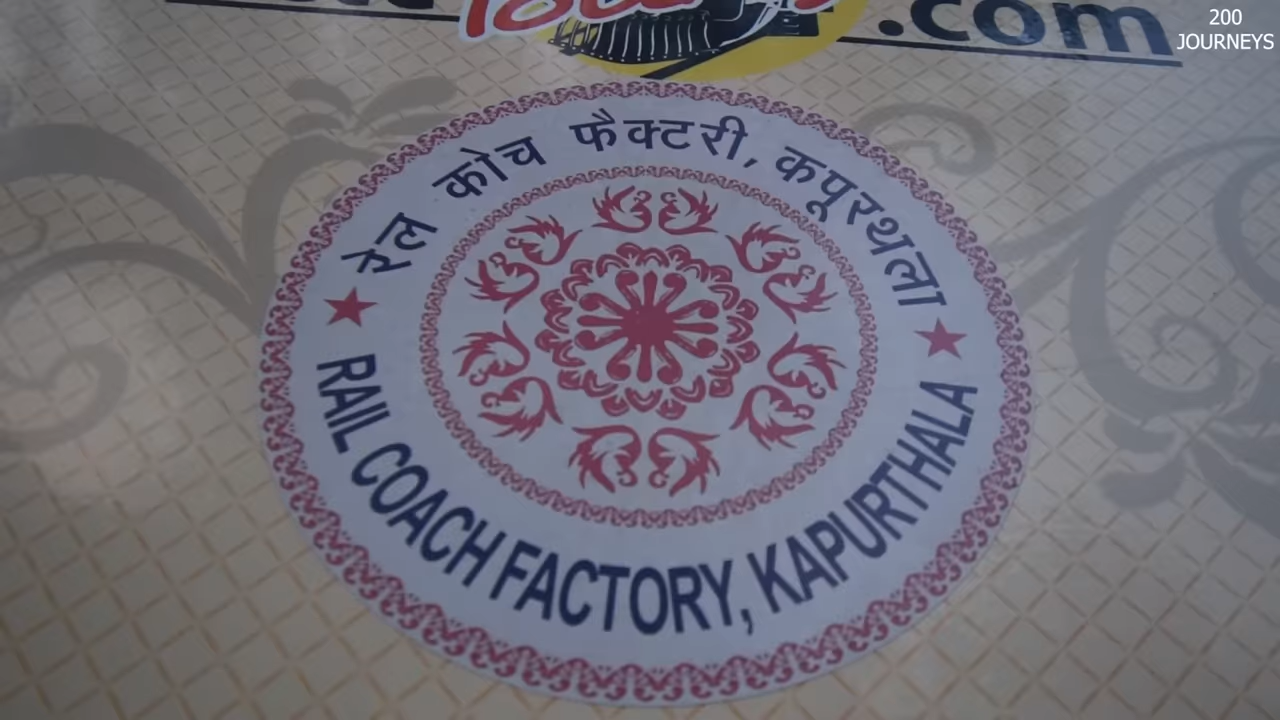 .com
200
JOURNEYS
रेल कोच फैक्टरी, कपूरथला
RAIL COACH FACTORY, KAPURTHALA